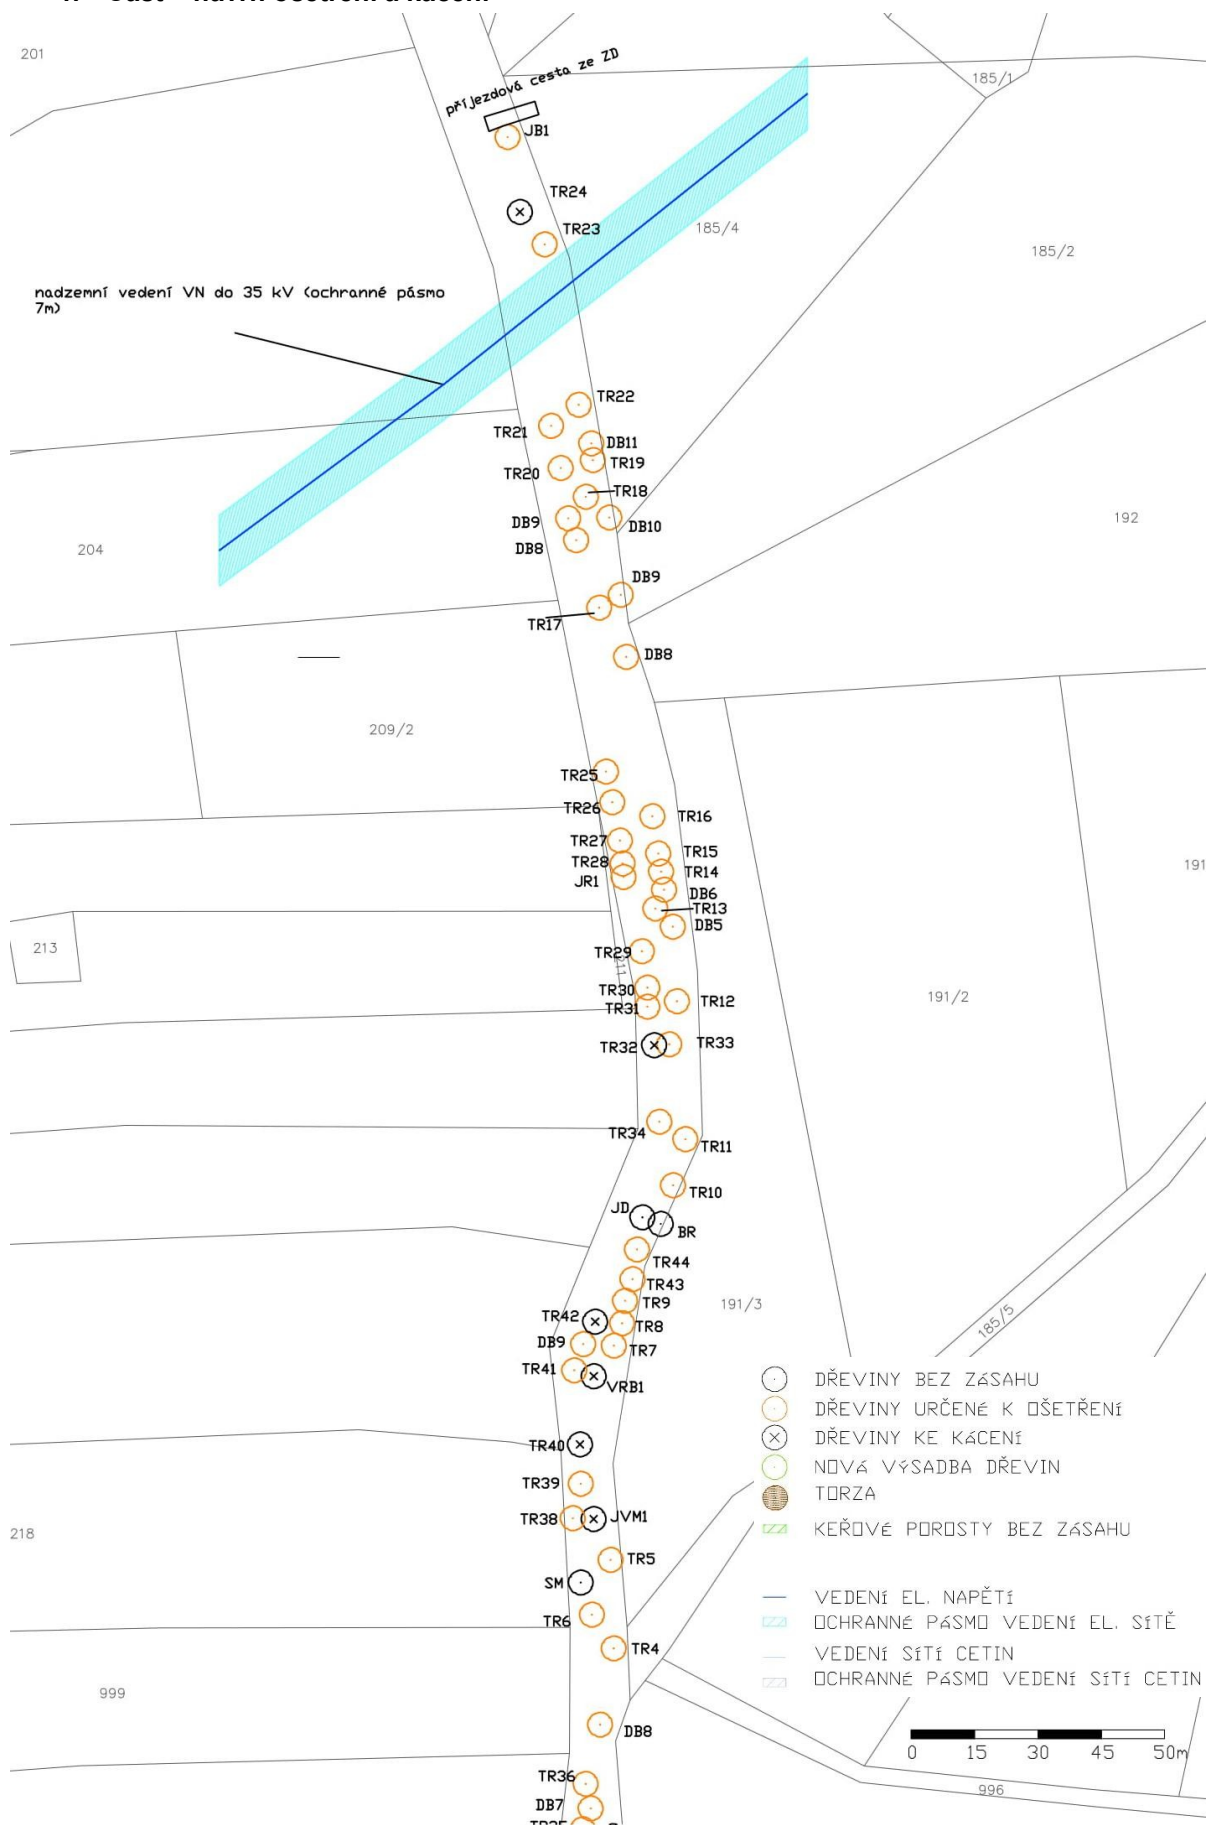 201
příjezdová cesta ze ZD
185/1
JB1
TR24
TR23
185/4
185/2
nadzemní vedení VN do 35 kV (ochranné pásmo
7m)
TR22
TR21
DB11
TR19
TR20
TR18
DB9
DB10
192
DB8
204
DB9
TR17
DB8
209/2
TR25
TR26
TR16
TR27
TR15
TR28
TR14
191
JR1
DB6
TR13
DB5
213
TR29
211
TR30
TR12
191/2
TR31
TR32
TR33
TR34
TR11
TR10
JD
BR
TR44
TR43
TR9
191/3
TR42
TR8
185/5
DB9
TR7
TR41
VRB1
DŘEVINY BEZ ZÁSAHU
DŘEVINY URČENÉ K OŠETŘENÍ
TR40
DŘEVINY KE KÁCENÍ
NOVÁ VÝSADBA DŘEVIN
TR39
TORZA
TR38
JVM1
218
KEŘOVÉ POROSTY BEZ ZÁSAHU
TR5
SM
VEDENÍ EL. NAPĚTÍ
TR6
OCHRANNÉ PÁSMO VEDENÍ EL. SÍTĚ
TR4
VEDENÍ SÍTÍ CETIN
OCHRANNÉ PÁSMO VEDENÍ SÍTÍ CETIN
999
DB8
0 15 30 45 50m
TR36
996
DB7